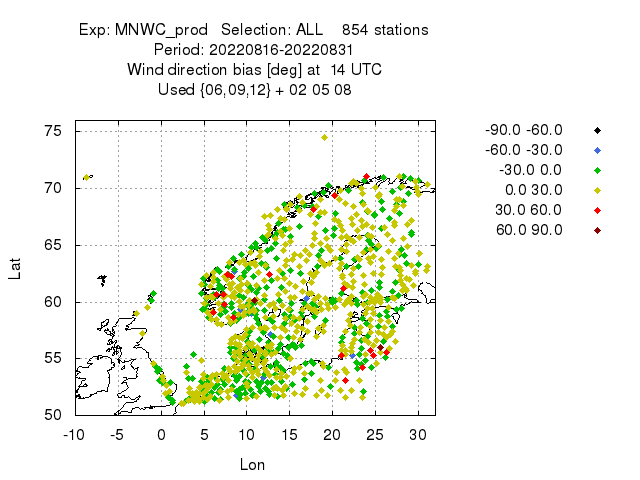 Exp: MNWC_prod Selection: ALL 854 stations
Period: 20220816-20220831
Wind direction bias [deg] at 14 UTC
Used {06,09,12} + 02 05 08
-90.0 -60.0
-60.0 -30.0
-30.0 0.0
0.0 30.0
30.0 60.0
60.0 90.0
75
70
65
60
55
50
Lat
-10 -5 0 5 10 15 20 25 30
Lon